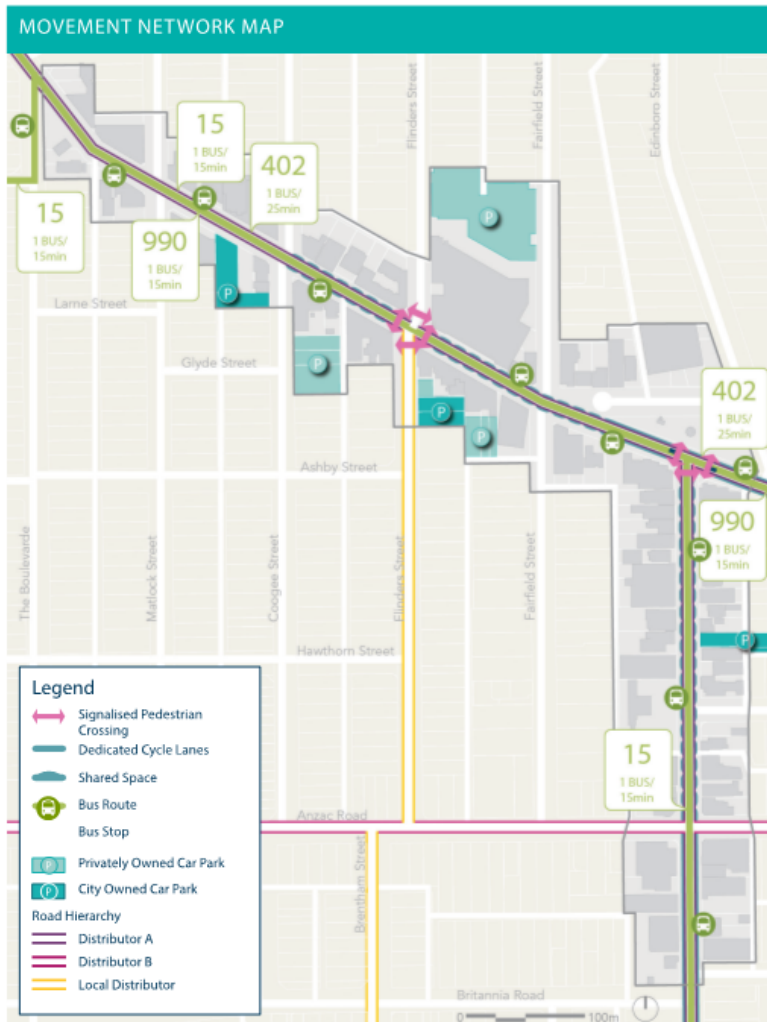 MOVEMENT NETWORK MAP
Flinders Street
Fairfield Street
Edinboro Street
15
1 BUS/
15min
402
1 BUS/
25min
15
1 BUS/
15min
990
1 BUS/
15min
P
P
Larne Street
Glyde Street
P
P
P
402
1 BUS/
25min
Ashby Street
990
1 BUS/
15min
The Boulevarde
Matlock Street
Coogee Street
Flinders Street
Fairfield Street
P
Hawthorn Street
15
1 BUS/
15min
Anzac Road
Brentham Street
Britannia Road
0
100m
Legend
Signalised Pedestrian
Crossing
Dedicated Cycle Lanes
Shared Space
Bus Route
Bus Stop
P
Privately Owned Car Park
P
City Owned Car Park
Road Hierarchy
Distributor A
Distributor B
Local Distributor